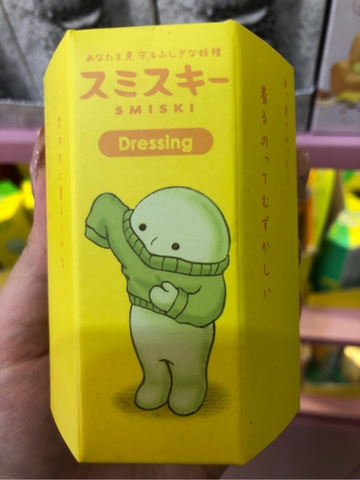 あなたを見守るふしぎな妖精
スミスキー
SMISKI
Dressing
着るのってむずかしい